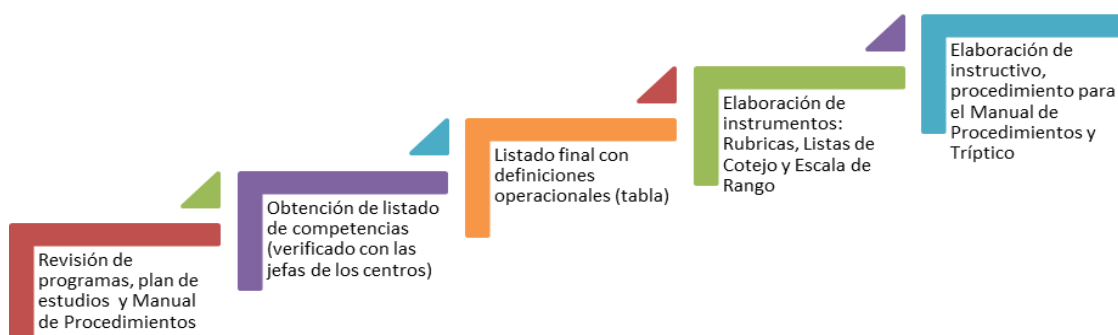 Revisión de
programas, plan de
estudios y Manual
de Procedimientos
Obtención de listado
de competencias
(verificado con las
jefas de los centros)
Listado final con
definiciones
operacionales (tabla)
Elaboración de
instrumentos:
Rubricas, Listas de
Cotejo y Escala de
Rango
Elaboración de
instructivo,
procedimiento para
el Manual de
Procedimientos y
Tríptico